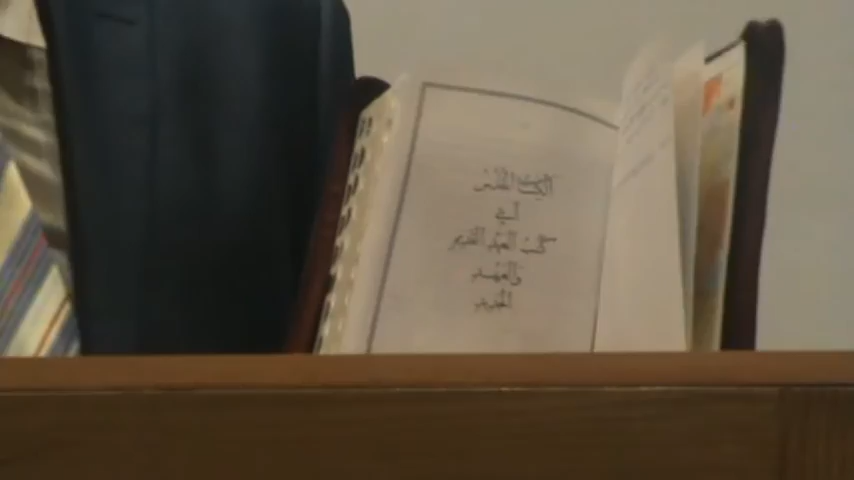 الكتاب المقدس
أي
كتب العهد القديم
والعهد
الجديد